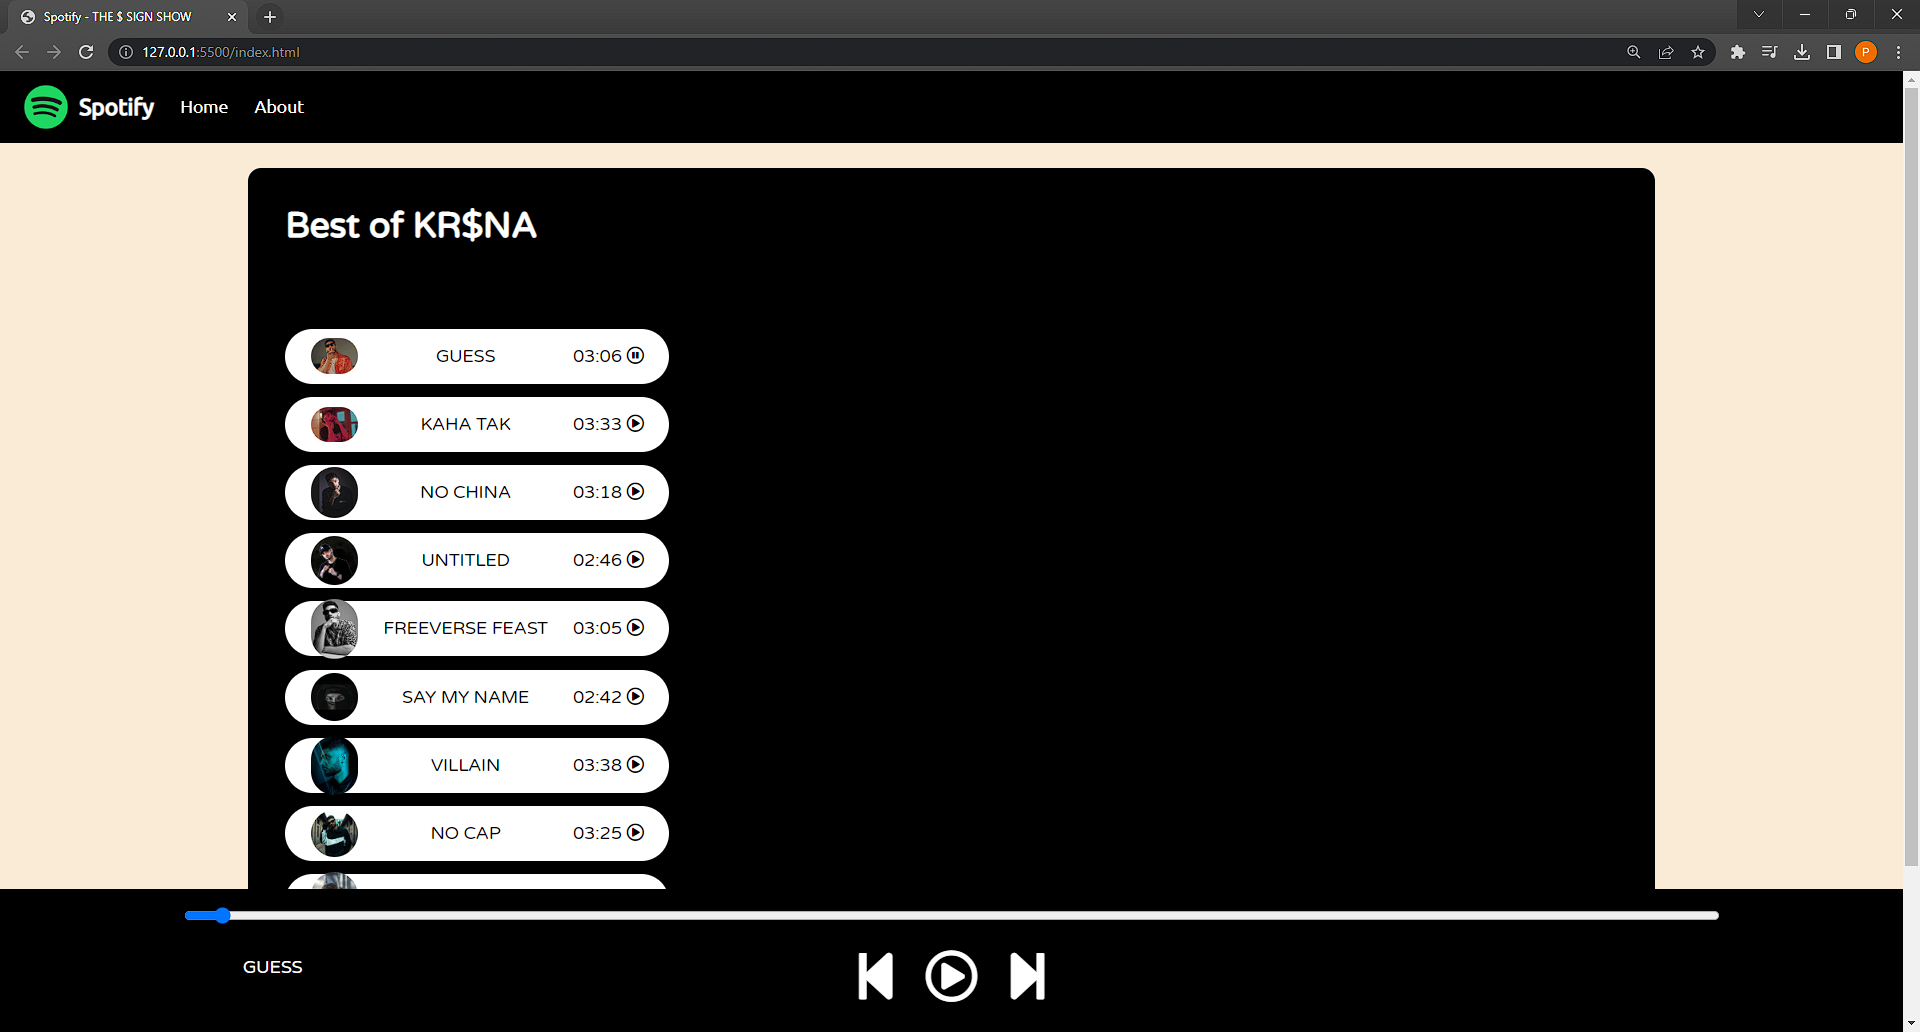 Spotify - THE $ SIGN SHOW
127.0.0.1:5500/index.html
P
Spotify Home About
Best of KR$NA
GUESS 03:06
KAHA TAK 03:33
NO CHINA 03:18
UNTITLED 02:46
FREEVERSE FEAST 03:05
SAY MY NAME 02:42
VILLAIN 03:38
NO CAP 03:25
GUESS